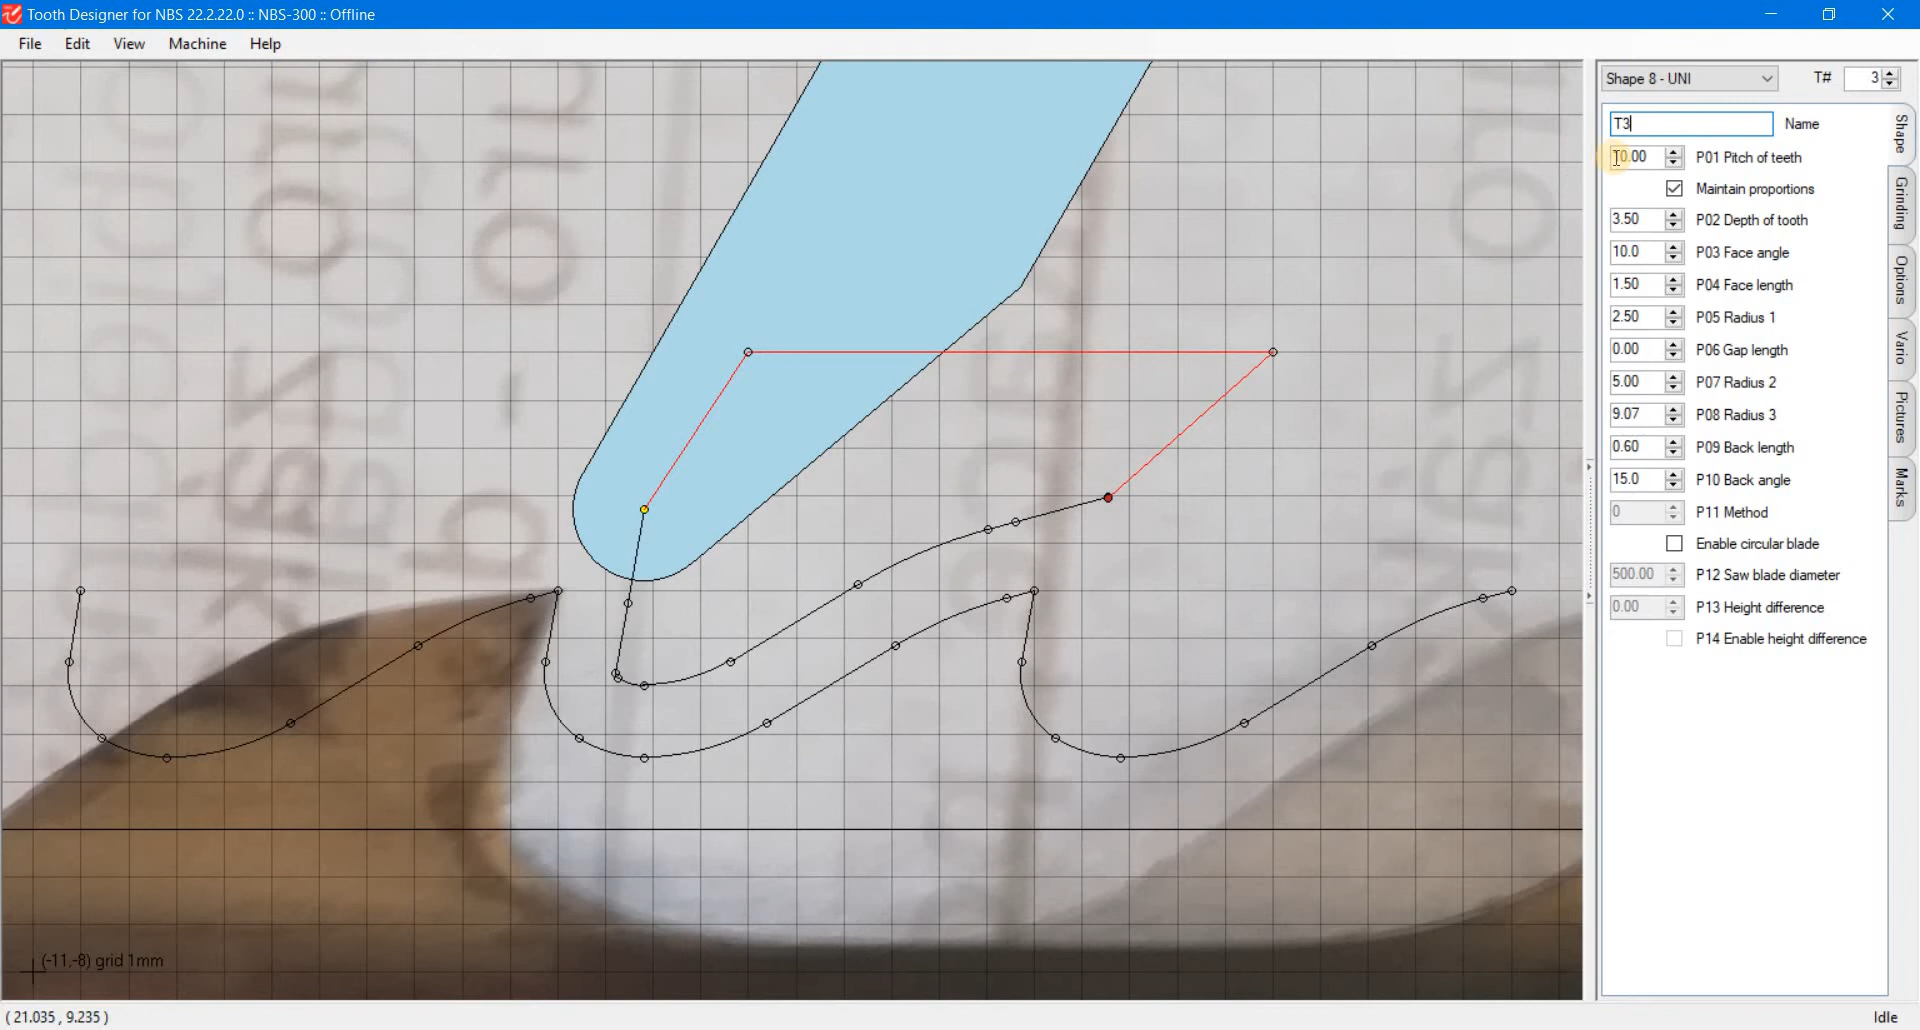 Tooth Designer for NBS 22.2.22.0 :: NBS-300 :: Offline
File Edit View Machine Help
Shape 8 - UNI T# 3
T3 Name
10.00 P01 Pitch of teeth
Maintain proportions
3.50 P02 Depth of tooth
10.0 P03 Face angle
1.50 P04 Face length
2.50 P05 Radius 1
0.00 P06 Gap length
5.00 P07 Radius 2
9.07 P08 Radius 3
0.60 P09 Back length
15.0 P10 Back angle
0 P11 Method
Enable circular blade
500.00 P12 Saw blade diameter
0.00 P13 Height difference
P14 Enable height difference
Shape
Grinding
Options
Vario
Pictures
Marks
(-11,-8) grid 1mm
( 21.035 , 9.235 )
Idle